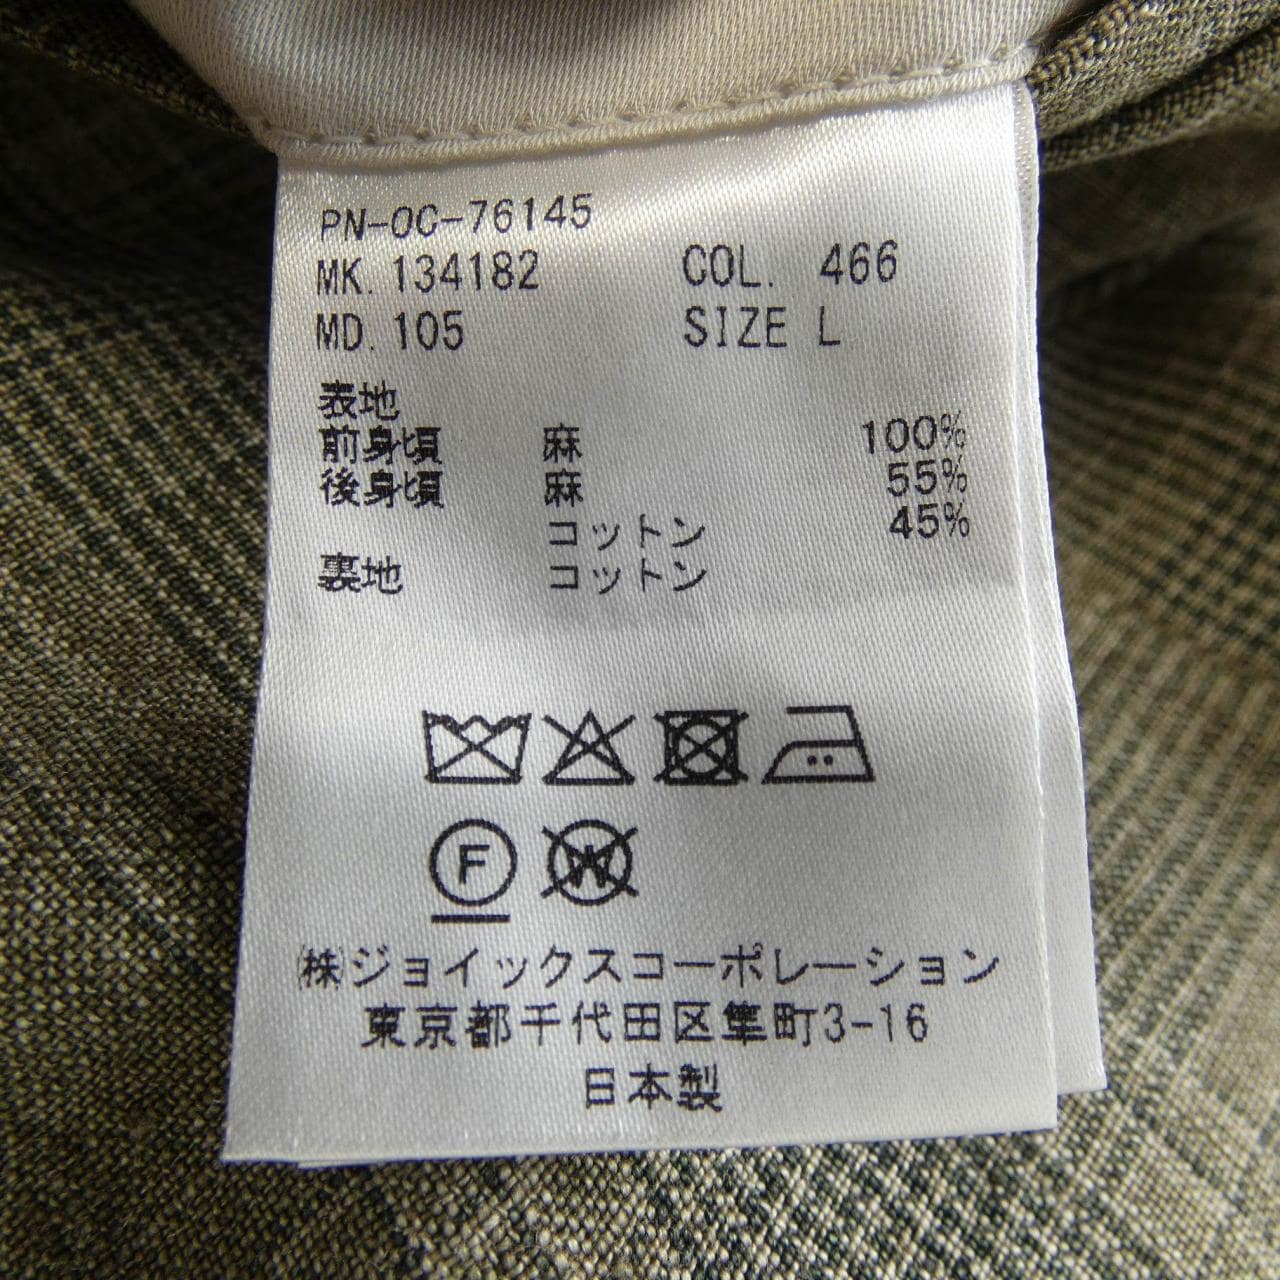 PN-OC-76145
MK. 134182 COL. 466
MD. 105 SIZE L
表地
前身頃 麻 100%
後身頃 麻 55%
コットン 45%
裏地 コットン
F W
㈱ジョイックスコーポレーション
東京都千代田区隼町3-16
日本製